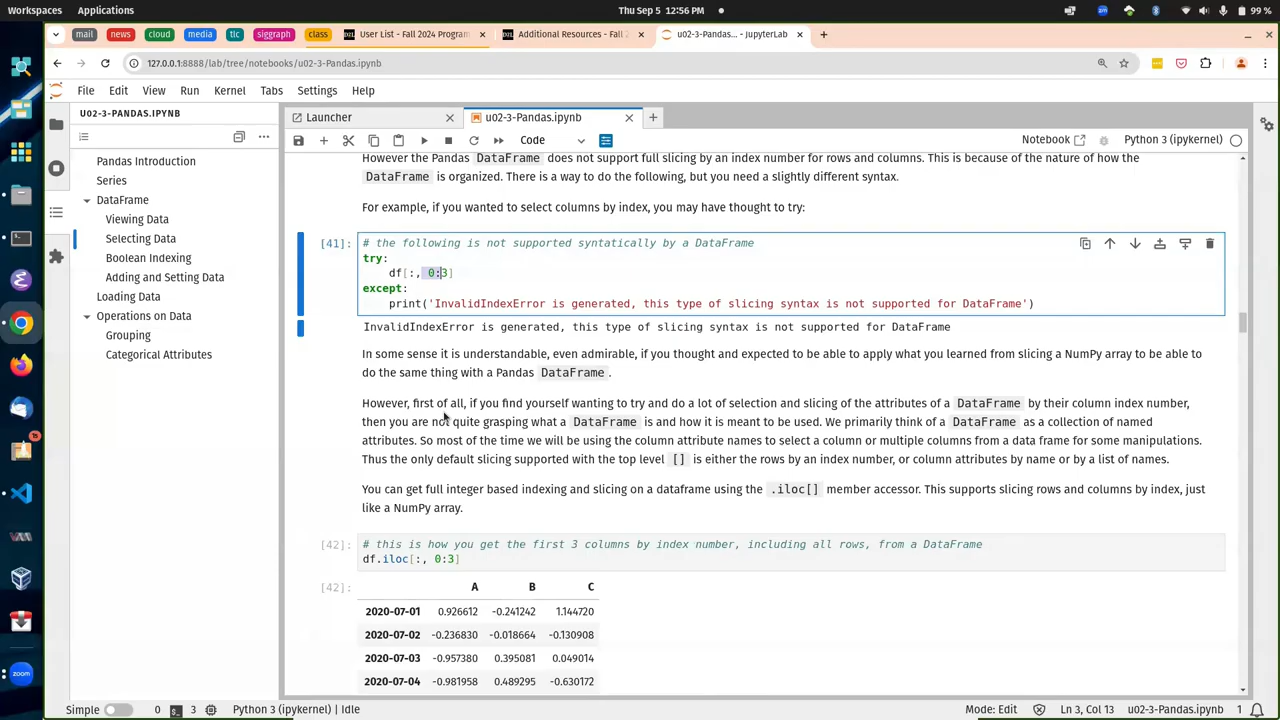 Workspaces Applications Thu Sep 5 12:56 PM 99 %
mail news cloud media tlc siggraph class User List - Fall 2024 Program Additional Resources - Fall 2 u02-3-Pandas... - JupyterLab
127.0.0.1:8888/lab/tree/notebooks/u02-3-Pandas.ipynb
File Edit View Run Kernel Tabs Settings Help
U02-3-PANDAS.IPYNB
Launcher u02-3-Pandas.ipynb
Code Notebook Python 3 (ipykernel)
Pandas Introduction
Series
DataFrame
Viewing Data
Selecting Data
Boolean Indexing
Adding and Setting Data
Loading Data
Operations on Data
Grouping
Categorical Attributes
However the Pandas DataFrame does not support full slicing by an index number for rows and columns. This is because of the nature of how the
DataFrame is organized. There is a way to do the following, but you need a slightly different syntax.
For example, if you wanted to select columns by index, you may have thought to try:
[41]: # the following is not supported syntatically by a DataFrame
try:
df[:, 0:3]
except:
print('InvalidIndexError is generated, this type of slicing syntax is not supported for DataFrame')
InvalidIndexError is generated, this type of slicing syntax is not supported for DataFrame
In some sense it is understandable, even admirable, if you thought and expected to be able to apply what you learned from slicing a NumPy array to be able to
do the same thing with a Pandas DataFrame.
However, first of all, if you find yourself wanting to try and do a lot of selection and slicing of the attributes of a DataFrame by their column index number,
then you are not quite grasping what a DataFrame is and how it is meant to be used. We primarily think of a DataFrame as a collection of named
attributes. So most of the time we will be using the column attribute names to select a column or multiple columns from a data frame for some manipulations.
Thus the only default slicing supported with the top level [] is either the rows by an index number, or column attributes by name or by a list of names.
You can get full integer based indexing and slicing on a dataframe using the .iloc[] member accessor. This supports slicing rows and columns by index, just
like a NumPy array.
[42]: # this is how you get the first 3 columns by index number, including all rows, from a DataFrame
df.iloc[:, 0:3]
[42]: A B C
2020-07-01 0.926612 -0.241242 1.144720
2020-07-02 -0.236830 -0.018664 -0.130908
2020-07-03 -0.957380 0.395081 0.049014
2020-07-04 -0.981958 0.489295 -0.630172
Simple 0 3 Python 3 (ipykernel) | Idle Mode: Edit Ln 3, Col 13 u02-3-Pandas.ipynb 1
15
zoom